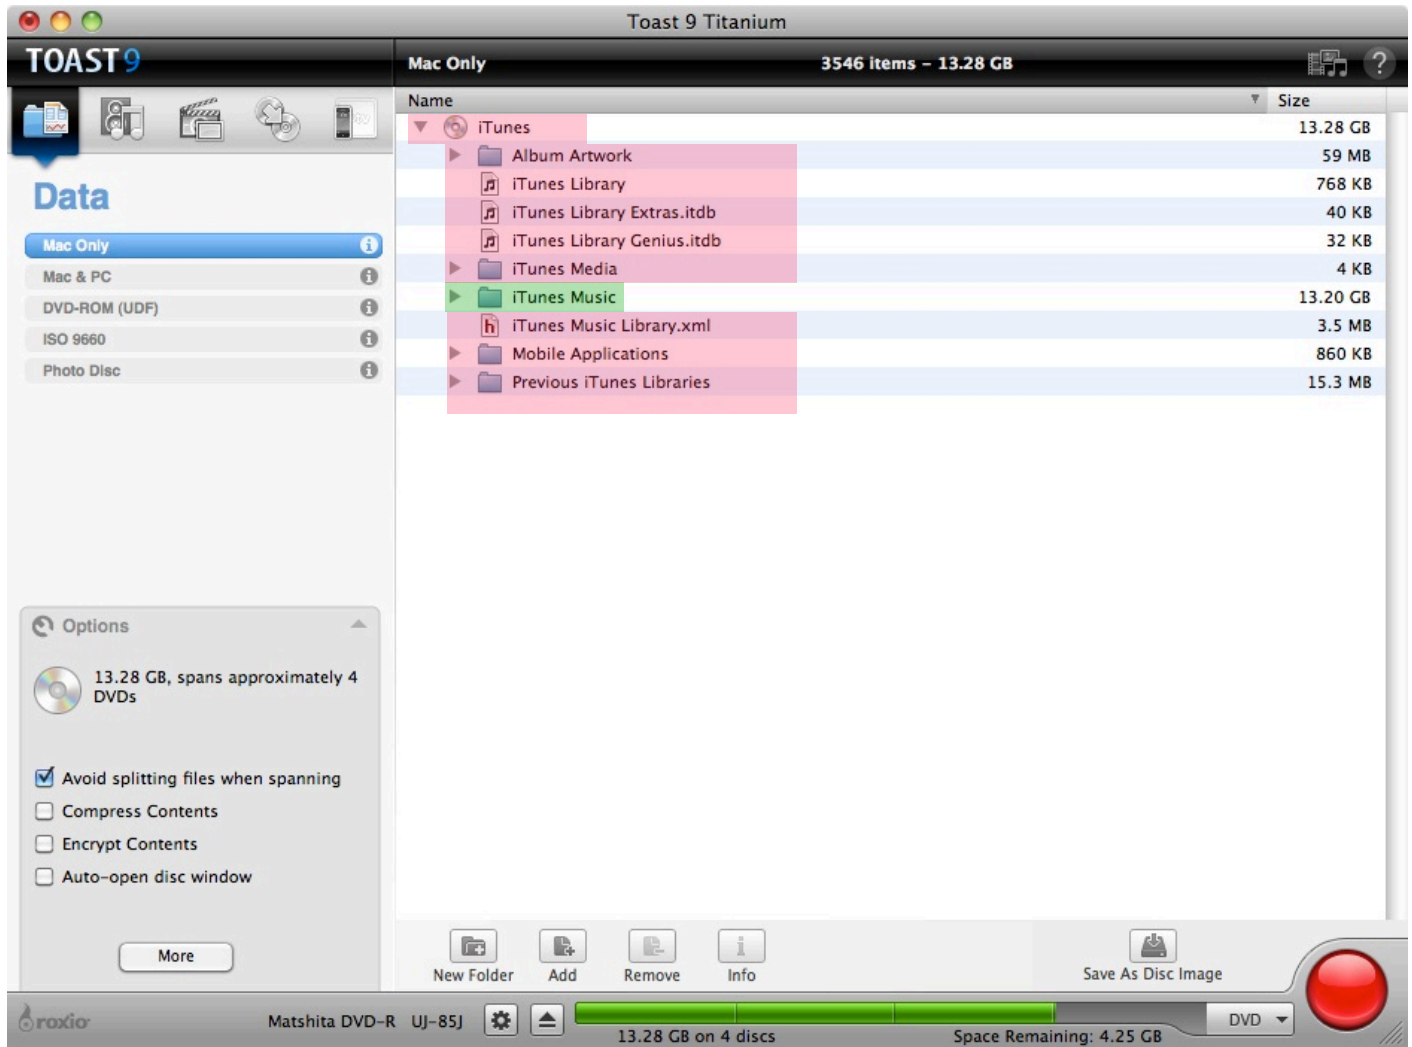 Toast 9 Titanium
TOAST 9
Mac Only 3546 items – 13.28 GB ?
Name Size
iTunes 13.28 GB
Album Artwork 59 MB
iTunes Library 768 KB
iTunes Library Extras.itdb 40 KB
iTunes Library Genius.itdb 32 KB
iTunes Media 4 KB
iTunes Music 13.20 GB
iTunes Music Library.xml 3.5 MB
Mobile Applications 860 KB
Previous iTunes Libraries 15.3 MB
Data
Mac Only
Mac & PC
DVD-ROM (UDF)
ISO 9660
Photo Disc
Options
13.28 GB, spans approximately 4
DVDs
Avoid splitting files when spanning
Compress Contents
Encrypt Contents
Auto-open disc window
More
New Folder Add Remove Info Save As Disc Image
roxio Matshita DVD-R UJ-85J DVD
13.28 GB on 4 discs Space Remaining: 4.25 GB